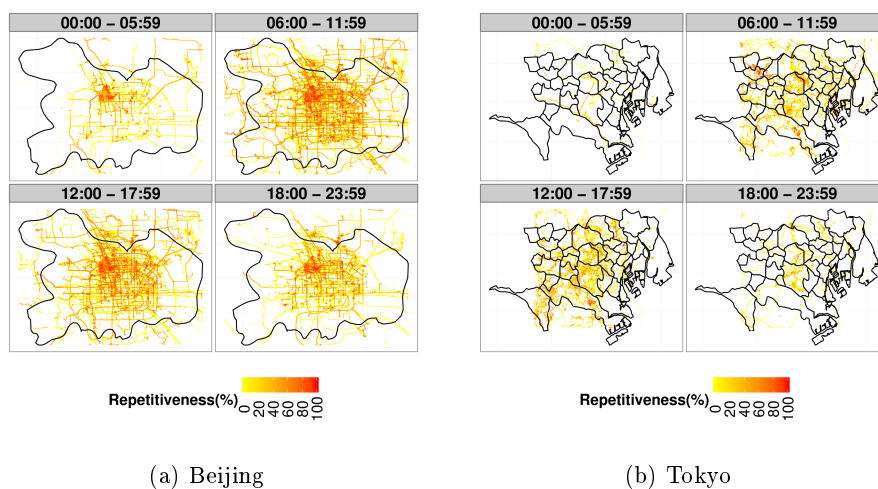 00:00 − 05:59
06:00 − 11:59
12:00 − 17:59
18:00 − 23:59
Repetitiveness(%)
0 20 40 60 80 100
(a) Beijing
00:00 − 05:59
06:00 − 11:59
12:00 − 17:59
18:00 − 23:59
Repetitiveness(%)
0 20 40 60 80 100
(b) Tokyo